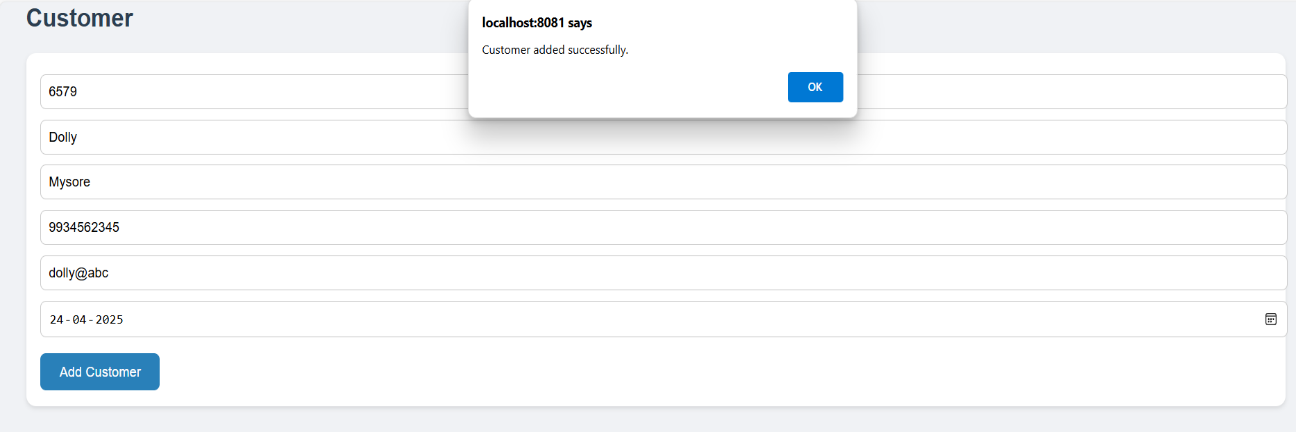 Customer
localhost:8081 says
Customer added successfully.
OK
6579
Dolly
Mysore
9934562345
dolly@abc
24-04-2025
Add Customer